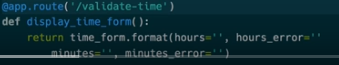 @app.route('/validate-time')
def display_time_form():
    return time_form.format(hours='', hours_error=''
        minutes='', minutes_error='')